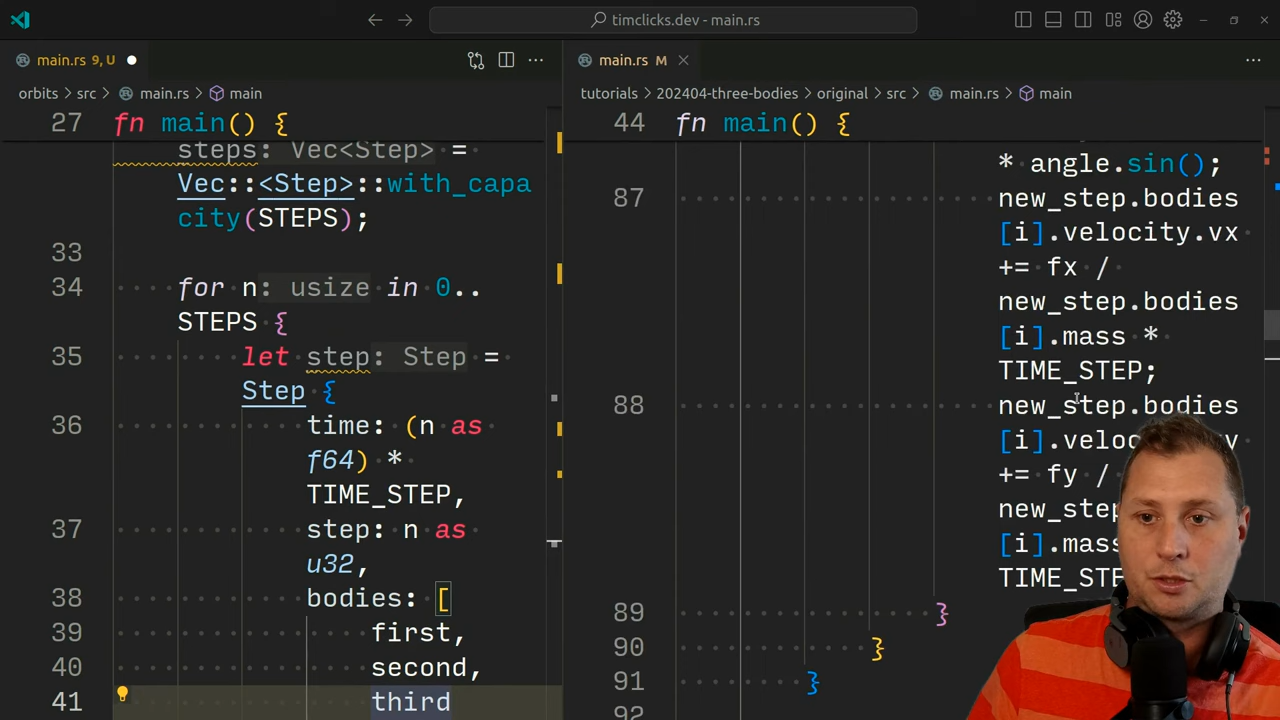 timclicks.dev - main.rs
main.rs 9, U
main.rs M
orbits > src > main.rs > main
tutorials > 202404-three-bodies > original > src > main.rs > main
27 fn main() {
steps: Vec<Step> =
Vec::<Step>::with_capa
city(STEPS);
33
34 for n: usize in 0..
STEPS {
35 let step: Step =
Step {
36 time: (n as
f64) *
TIME_STEP,
37 step: n as
u32,
38 bodies: [
39 first,
40 second,
41 third
44 fn main() {
* angle.sin();
87 new_step.bodies
[i].velocity.vx
+= fx /
new_step.bodies
[i].mass *
TIME_STEP;
88 new_step.bodies
[i].veloc y
+= fy /
new_step
[i].mass
TIME_STE
89 }
90 }
91 }
92